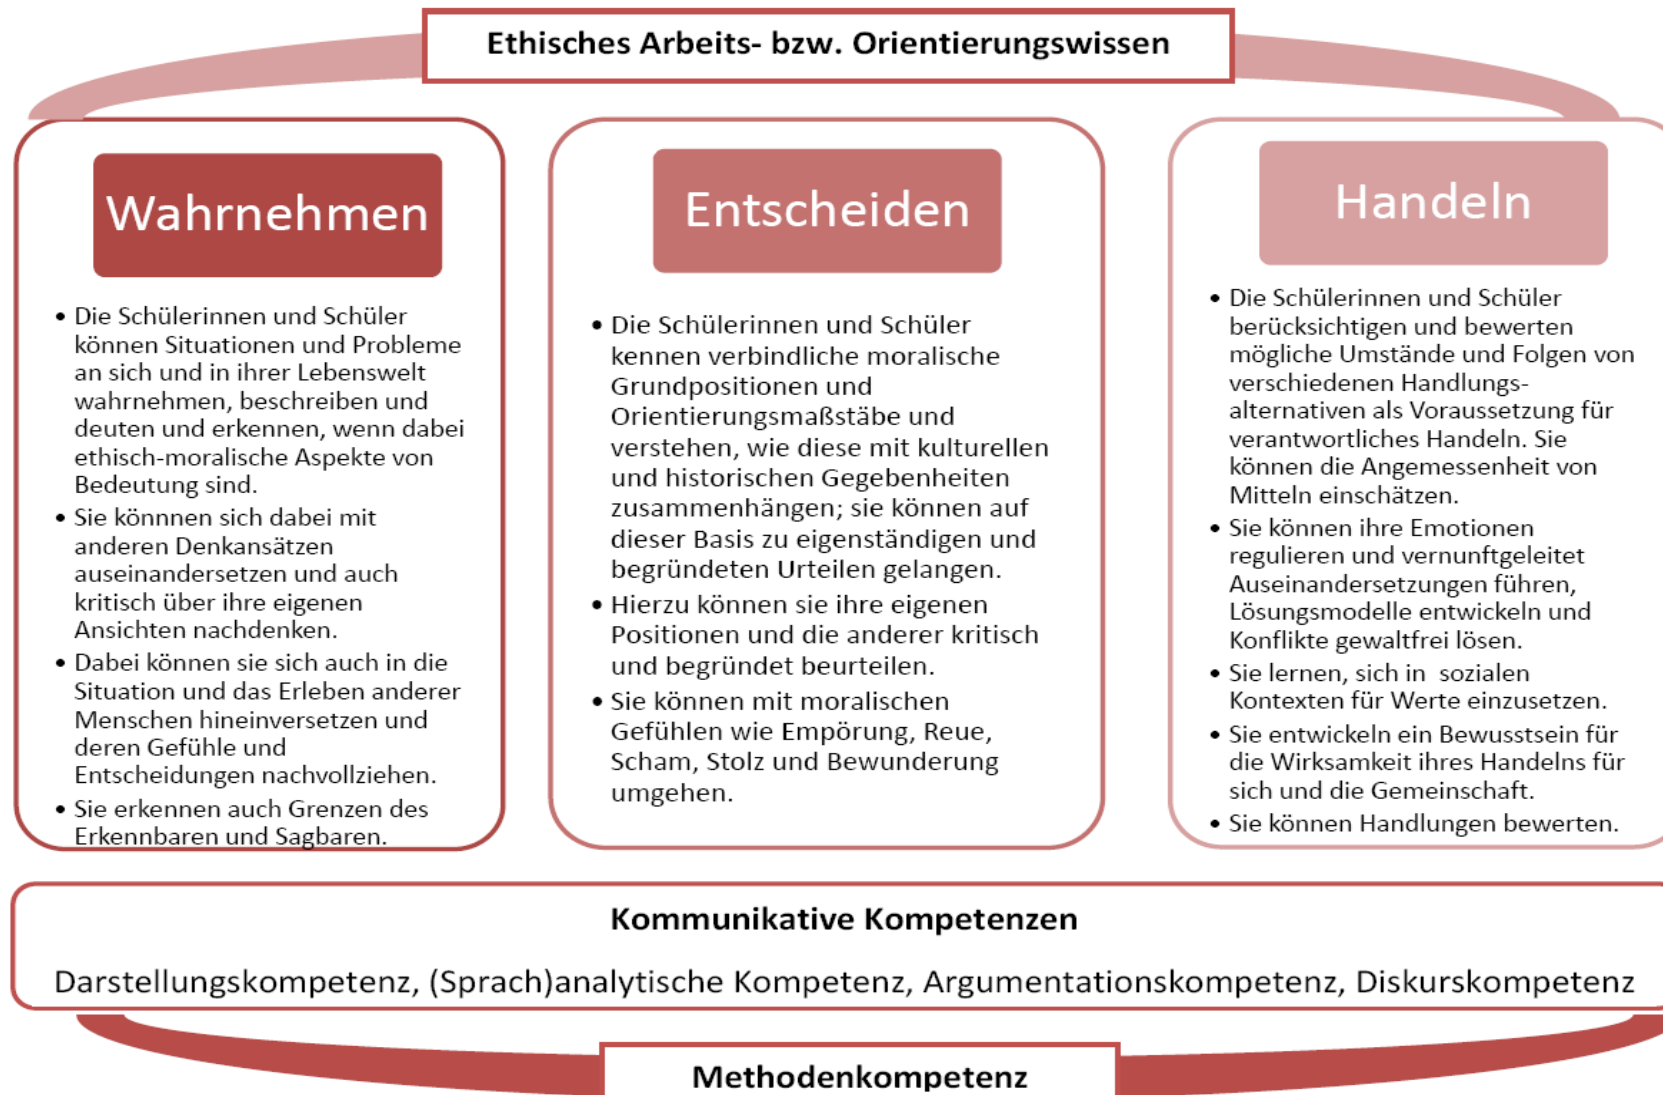 Ethisches Arbeits- bzw. Orientierungswissen
Wahrnehmen
• Die Schülerinnen und Schüler
können Situationen und Probleme
an sich und in ihrer Lebenswelt
wahrnehmen, beschreiben und
deuten und erkennen, wenn dabei
ethisch-moralische Aspekte von
Bedeutung sind.
• Sie könnnen sich dabei mit
anderen Denkansätzen
auseinandersetzen und auch
kritisch über ihre eigenen
Ansichten nachdenken.
• Dabei können sie sich auch in die
Situation und das Erleben anderer
Menschen hineinversetzen und
deren Gefühle und
Entscheidungen nachvollziehen.
• Sie erkennen auch Grenzen des
Erkennbaren und Sagbaren.
Entscheiden
• Die Schülerinnen und Schüler
kennen verbindliche moralische
Grundpositionen und
Orientierungsmaßstäbe und
verstehen, wie diese mit kulturellen
und historischen Gegebenheiten
zusammenhängen; sie können auf
dieser Basis zu eigenständigen und
begründeten Urteilen gelangen.
• Hierzu können sie ihre eigenen
Positionen und die anderer kritisch
und begründet beurteilen.
• Sie können mit moralischen
Gefühlen wie Empörung, Reue,
Scham, Stolz und Bewunderung
umgehen.
Handeln
• Die Schülerinnen und Schüler
berücksichtigen und bewerten
mögliche Umstände und Folgen von
verschiedenen Handlungs-
alternativen als Voraussetzung für
verantwortliches Handeln. Sie
können die Angemessenheit von
Mitteln einschätzen.
• Sie können ihre Emotionen
regulieren und vernunftgeleitet
Auseinandersetzungen führen,
Lösungsmodelle entwickeln und
Konflikte gewaltfrei lösen.
• Sie lernen, sich in sozialen
Kontexten für Werte einzusetzen.
• Sie entwickeln ein Bewusstsein für
die Wirksamkeit ihres Handelns für
sich und die Gemeinschaft.
• Sie können Handlungen bewerten.
Kommunikative Kompetenzen
Darstellungskompetenz, (Sprach)analytische Kompetenz, Argumentationskompetenz, Diskurskompetenz
Methodenkompetenz